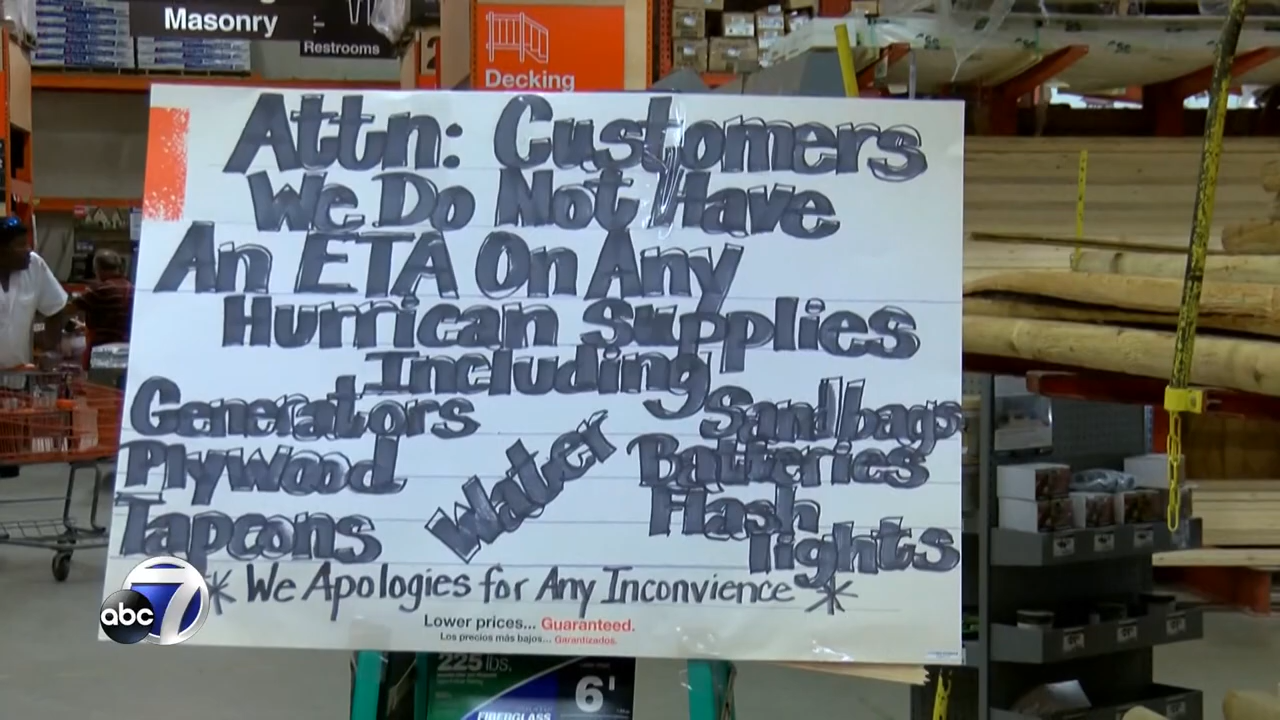 Masonry
Restrooms
Decking
Attn: Customers
We Do Not Have
An ETA On Any
Hurrican Supplies
Including
Generators
Sandbags
Plywood
Water
Batteries
Tapcons
Flash
lights
* We Apologies for Any Inconvience *
Lower prices... Guaranteed.
Los precios más bajos... Garantizados.
abc 7
225 lbs.
6'
FIBERGLASS